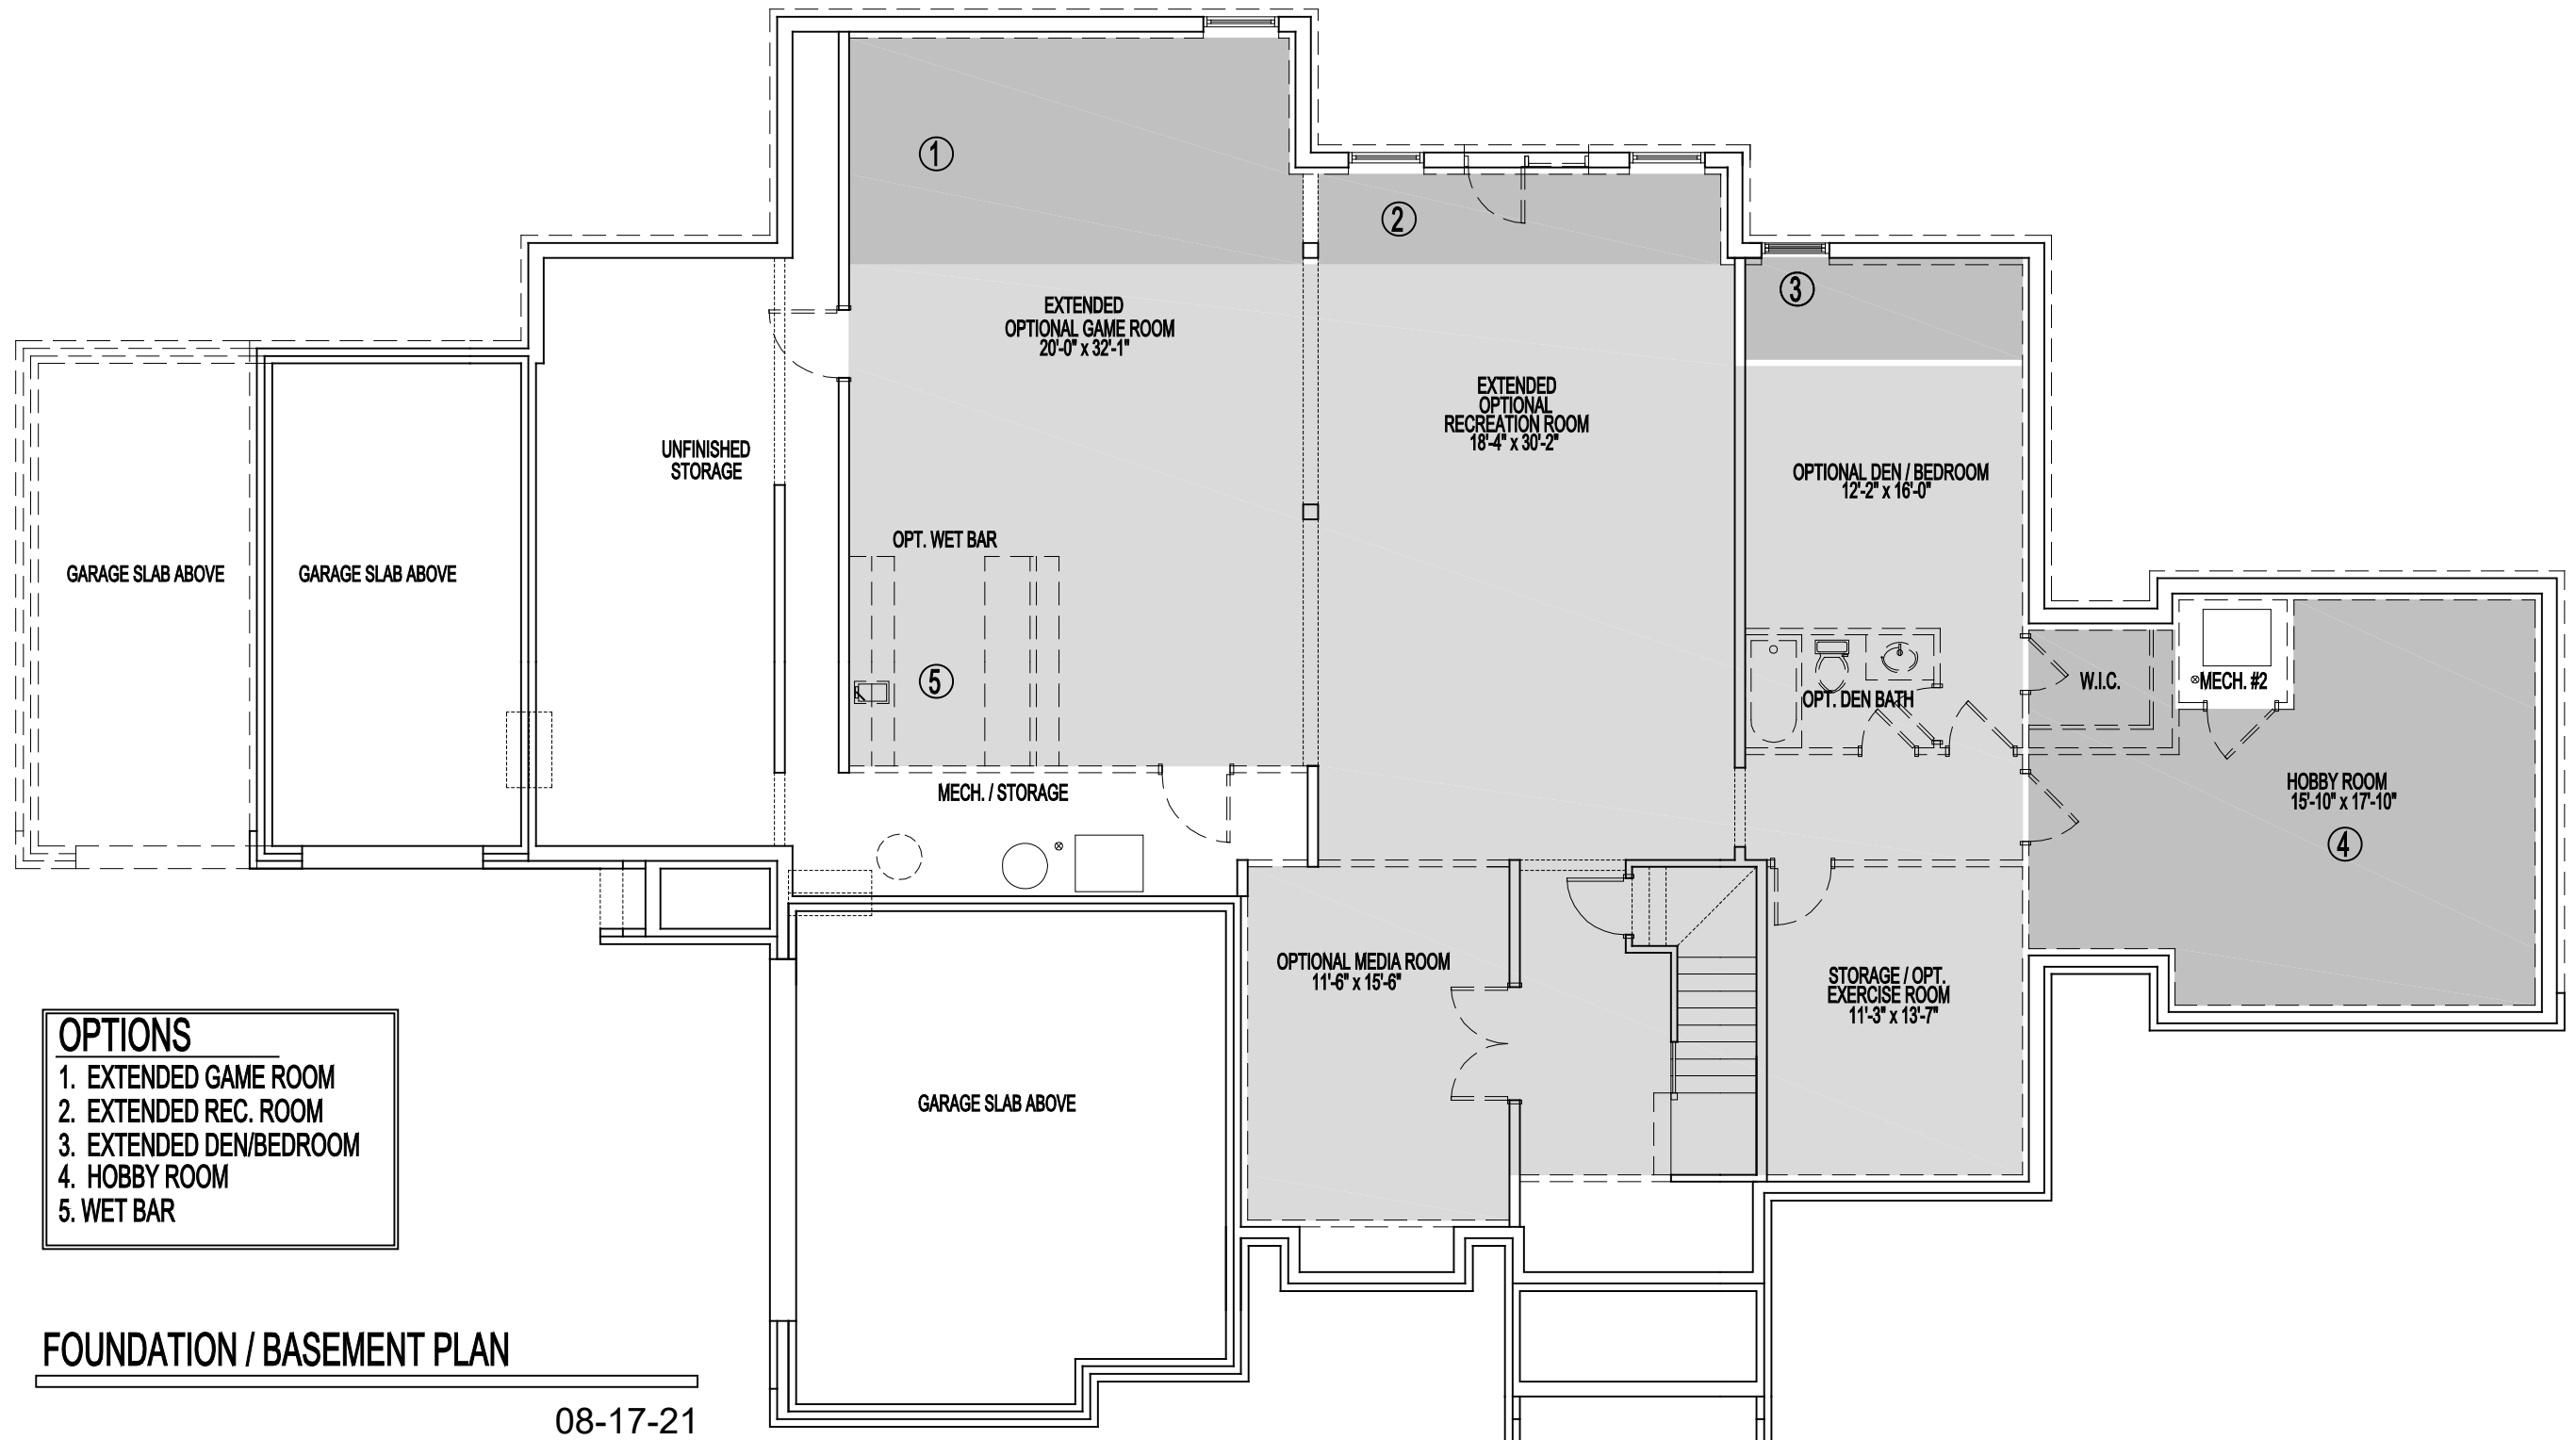 1
2
3
EXTENDED
OPTIONAL GAME ROOM
20'-0" x 32'-1"
EXTENDED
OPTIONAL
RECREATION ROOM
18'-4" x 30'-2"
UNFINISHED
STORAGE
OPTIONAL DEN / BEDROOM
12'-2" x 16'-0"
OPT. WET BAR
GARAGE SLAB ABOVE
GARAGE SLAB ABOVE
5
OPT. DEN BATH
W.I.C.
MECH. #2
MECH. / STORAGE
HOBBY ROOM
15'-10" x 17'-10"
4
OPTIONAL MEDIA ROOM
11'-6" x 15'-6"
STORAGE / OPT.
EXERCISE ROOM
11'-3" x 13'-7"
GARAGE SLAB ABOVE
OPTIONS
1. EXTENDED GAME ROOM
2. EXTENDED REC. ROOM
3. EXTENDED DEN/BEDROOM
4. HOBBY ROOM
5. WET BAR
FOUNDATION / BASEMENT PLAN
08-17-21